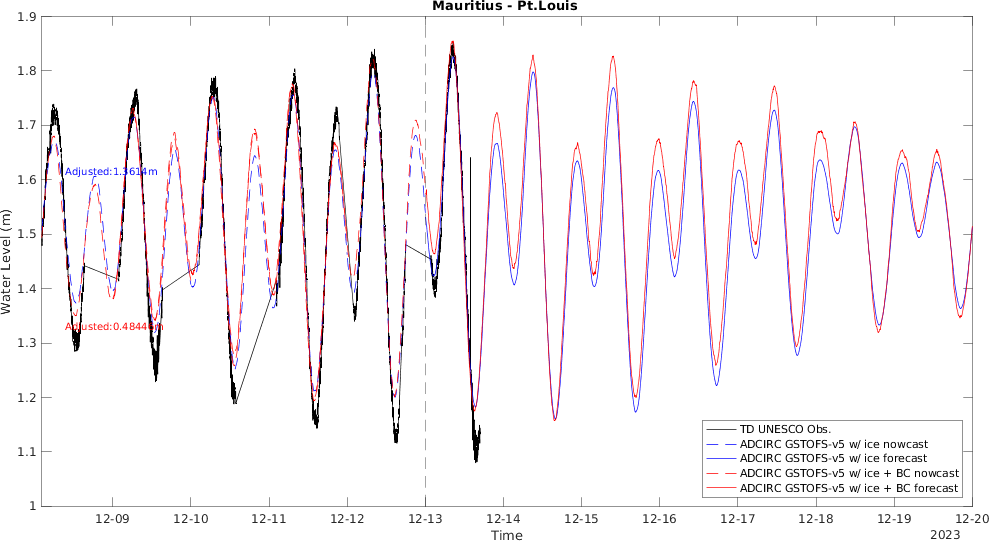 Mauritius - Pt.Louis
1.9
1.8
1.7
1.6
1.5
1.4
1.3
1.2
1.1
1
Water Level (m)
Adjusted:1.3614m
Adjusted:0.48446m
TD UNESCO Obs.
ADCIRC GSTOFS-v5 w/ ice nowcast
ADCIRC GSTOFS-v5 w/ ice forecast
ADCIRC GSTOFS-v5 w/ ice + BC nowcast
ADCIRC GSTOFS-v5 w/ ice + BC forecast
12-09 12-10 12-11 12-12 12-13 12-14 12-15 12-16 12-17 12-18 12-19 12-20
Time
2023